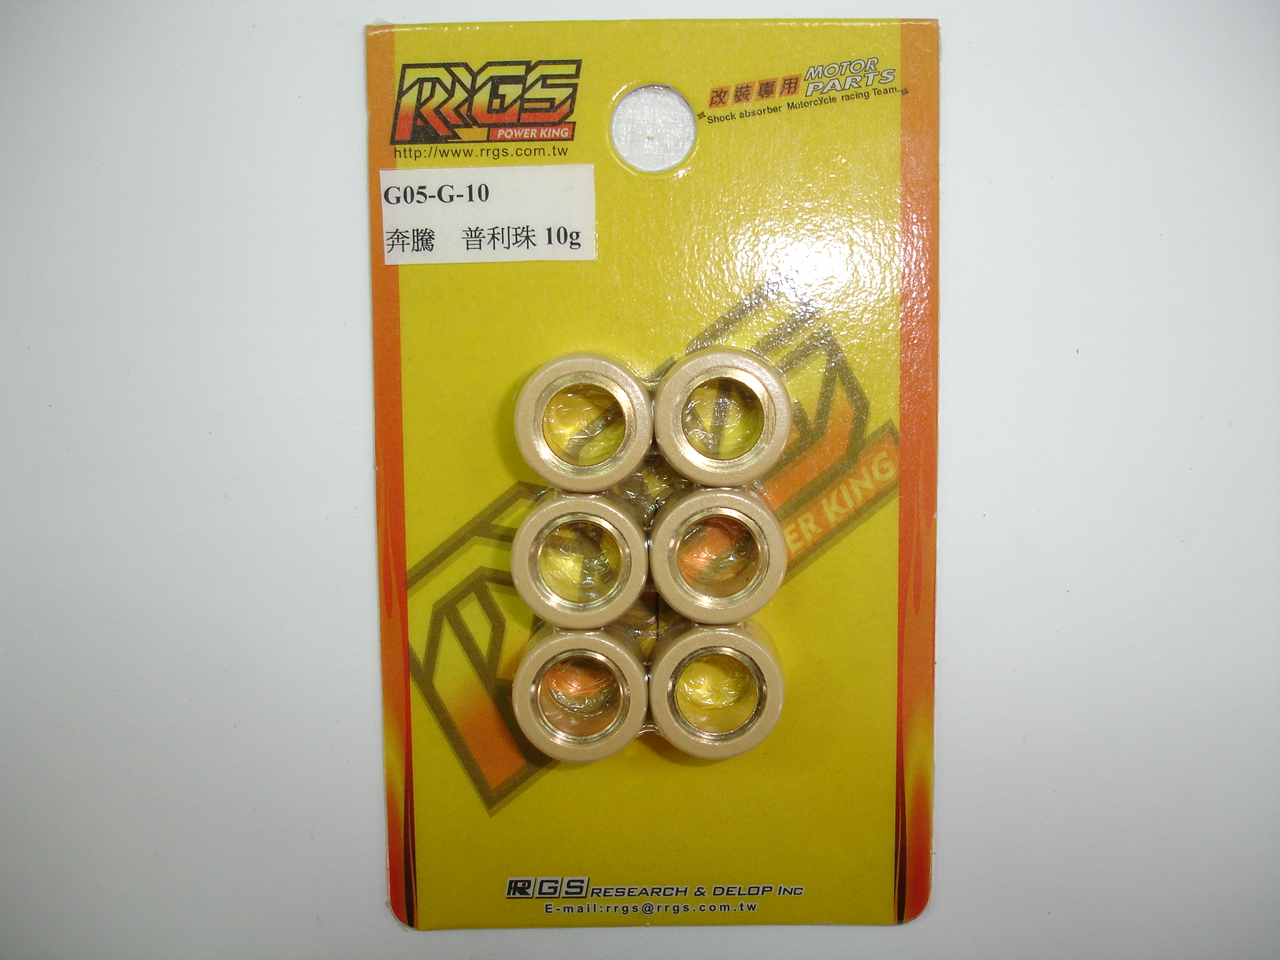 RRGS
POWER KING
http://www.rrgs.com.tw
改裝專用 MOTOR PARTS
Shock absorber Motorcycle racing Team.
G05-G-10
奔騰 普利珠 10g
ER KING
RRGS RESEARCH & DELOP INC
E-mail:rrgs@rrgs.com.tw